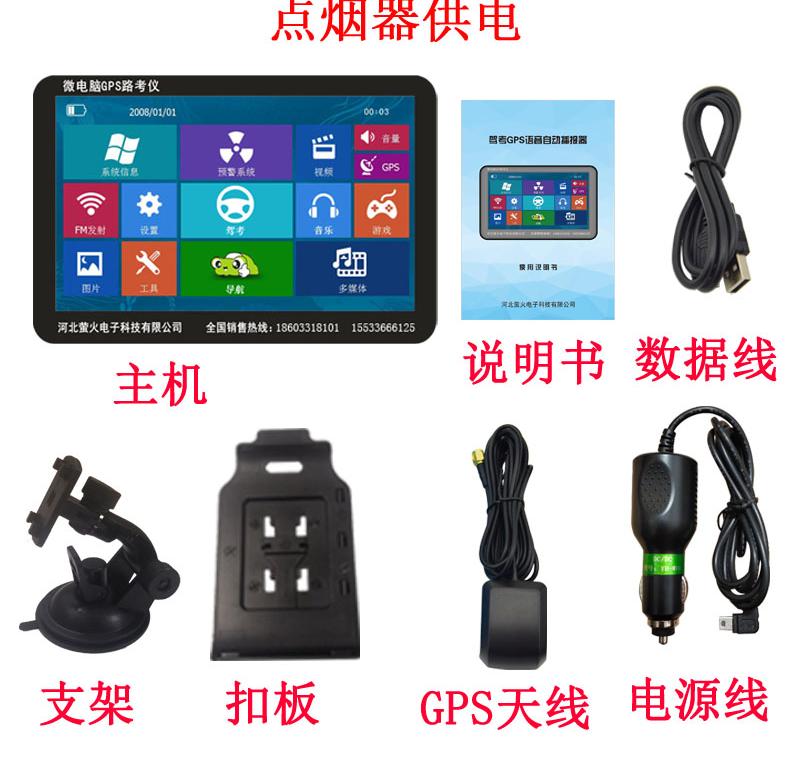 点烟器供电
微电脑GPS路考仪
2008/01/01
00:03
系统信息
预警系统
视频
音量
GPS
FM发射
设置
驾考
音乐
游戏
图片
工具
导航
多媒体
河北萤火电子科技有限公司 全国销售热线：18603318101 15533666125
驾考GPS语音自动播报器
使用说明书
河北萤火电子科技有限公司
主机
说明书
数据线
DC/DC
支架
扣板
GPS天线
电源线